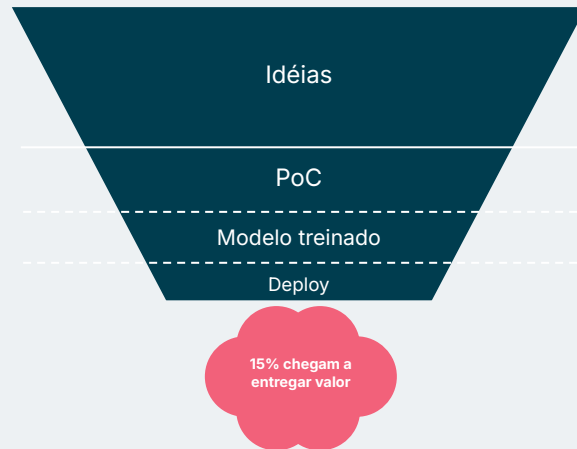 Idéias
PoC
Modelo treinado
Deploy
15% chegam a
entregar valor